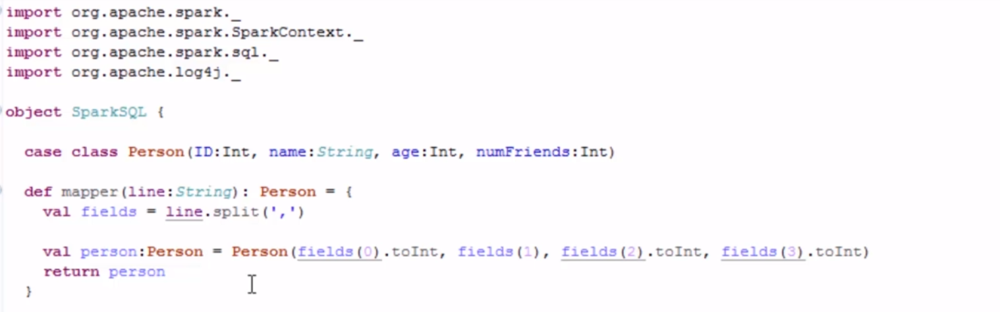 import org.apache.spark._
import org.apache.spark.SparkContext._
import org.apache.spark.sql._
import org.apache.log4j._
object SparkSQL {
case class Person(ID:Int, name:String, age:Int, numFriends:Int)
def mapper(line:String): Person = {
val fields = line.split(',')
val person:Person = Person(fields(0).toInt, fields(1), fields(2).toInt, fields(3).toInt)
return person
}